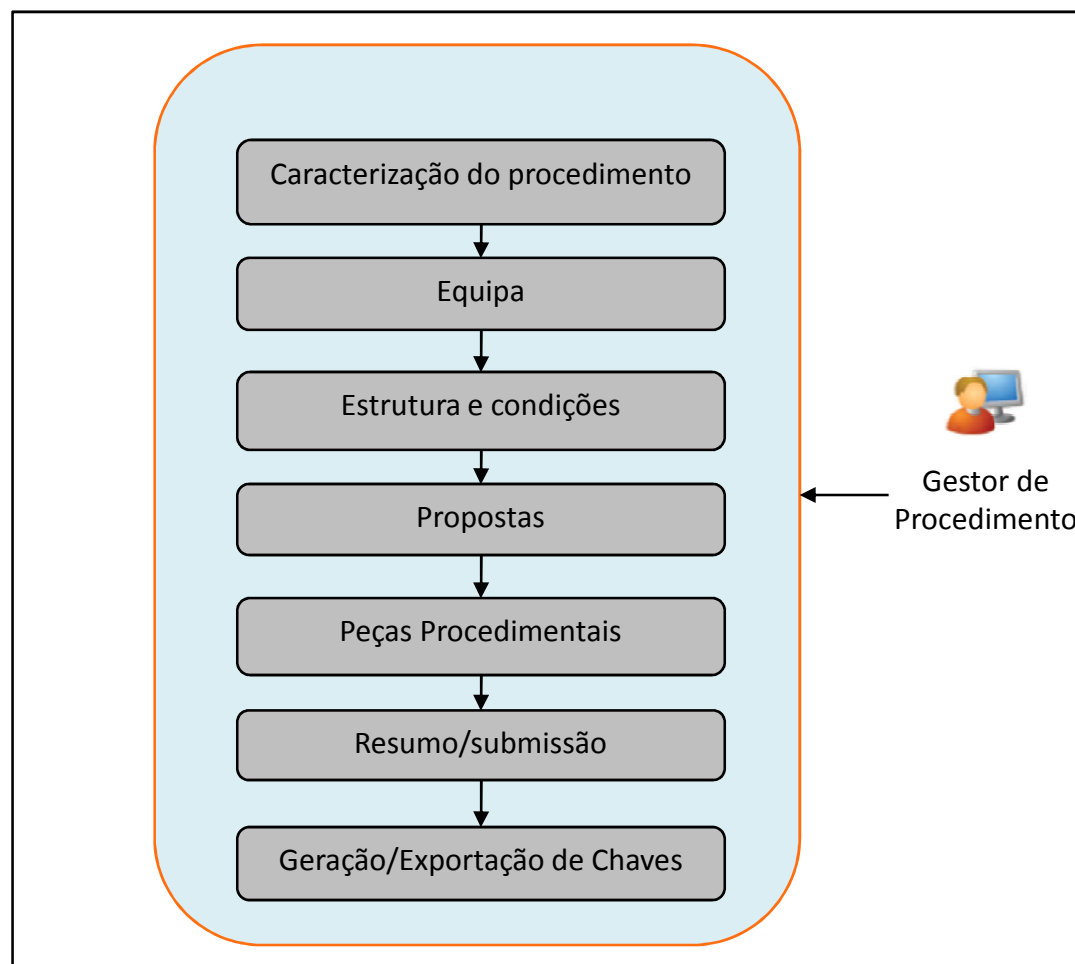 Caracterização do procedimento
Equipa
Estrutura e condições
Propostas
Peças Procedimentais
Resumo/submissão
Geração/Exportação de Chaves
Gestor de
Procedimento